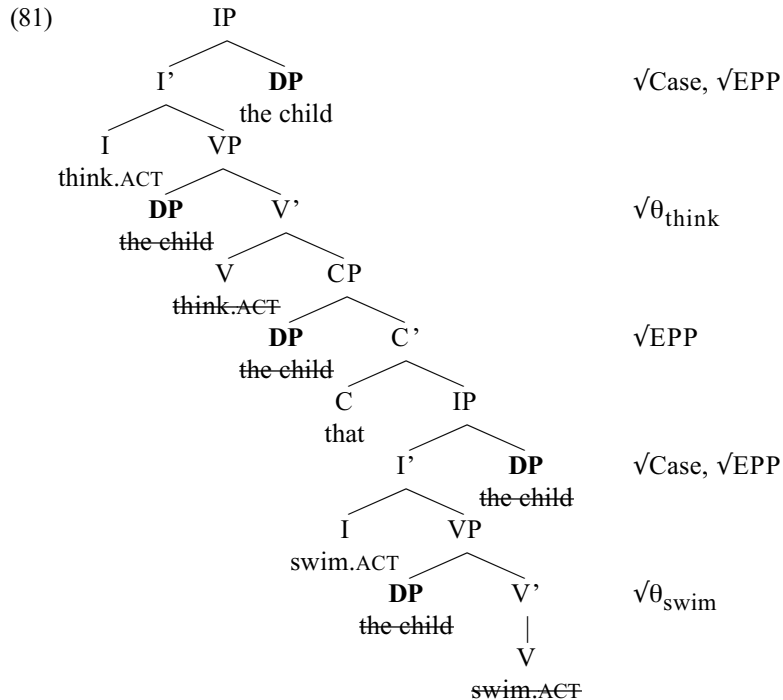 (81) IP
I’ DP √Case, √EPP
the child
I VP
think.ACT
DP V’ √θthink
the child
V CP
think.ACT
DP C’ √EPP
the child
C IP
that
I’ DP √Case, √EPP
the child
I VP
swim.ACT
DP V’ √θswim
the child
V
swim.ACT